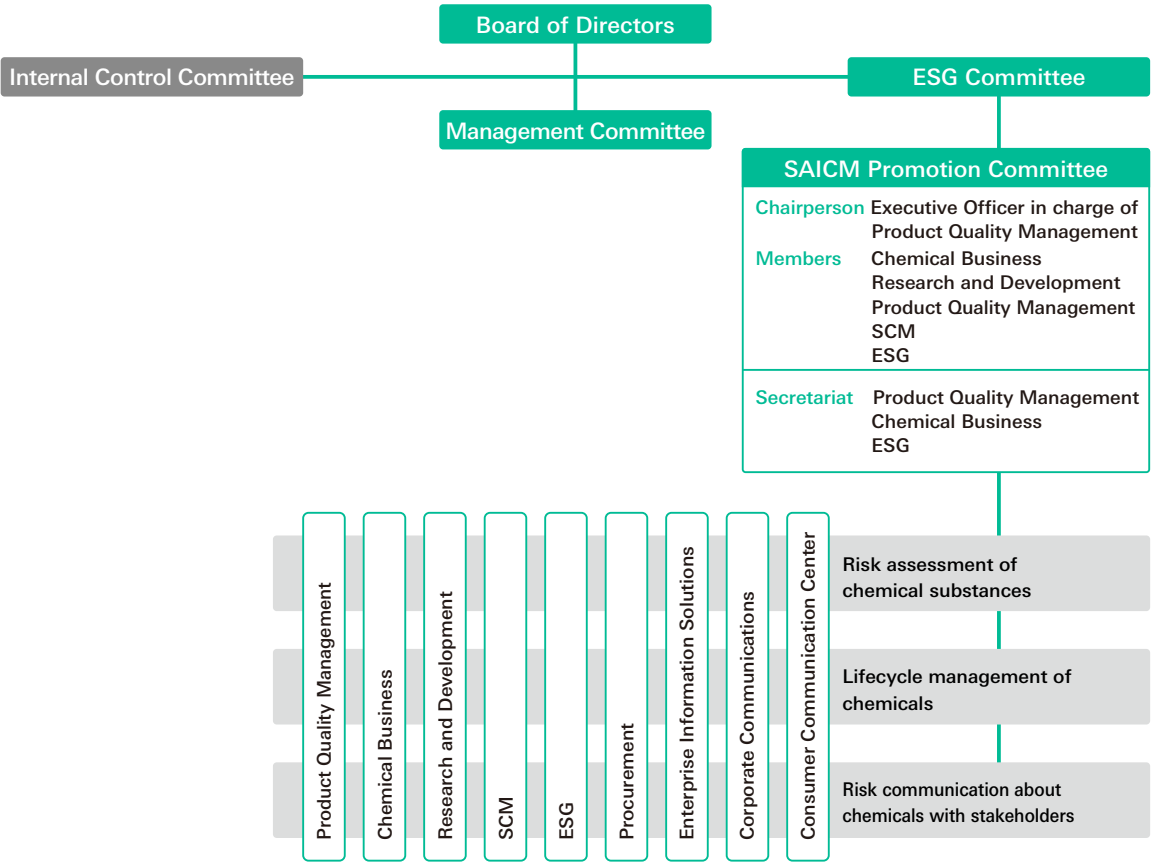 Board of Directors
Internal Control Committee
ESG Committee
Management Committee
SAICM Promotion Committee
Chairperson Executive Officer in charge of
Product Quality Management
Members Chemical Business
Research and Development
Product Quality Management
SCM
ESG
Secretariat Product Quality Management
Chemical Business
ESG
Product Quality Management
Chemical Business
Research and Development
SCM
ESG
Procurement
Enterprise Information Solutions
Corporate Communications
Consumer Communication Center
Risk assessment of
chemical substances
Lifecycle management of
chemicals
Risk communication about
chemicals with stakeholders